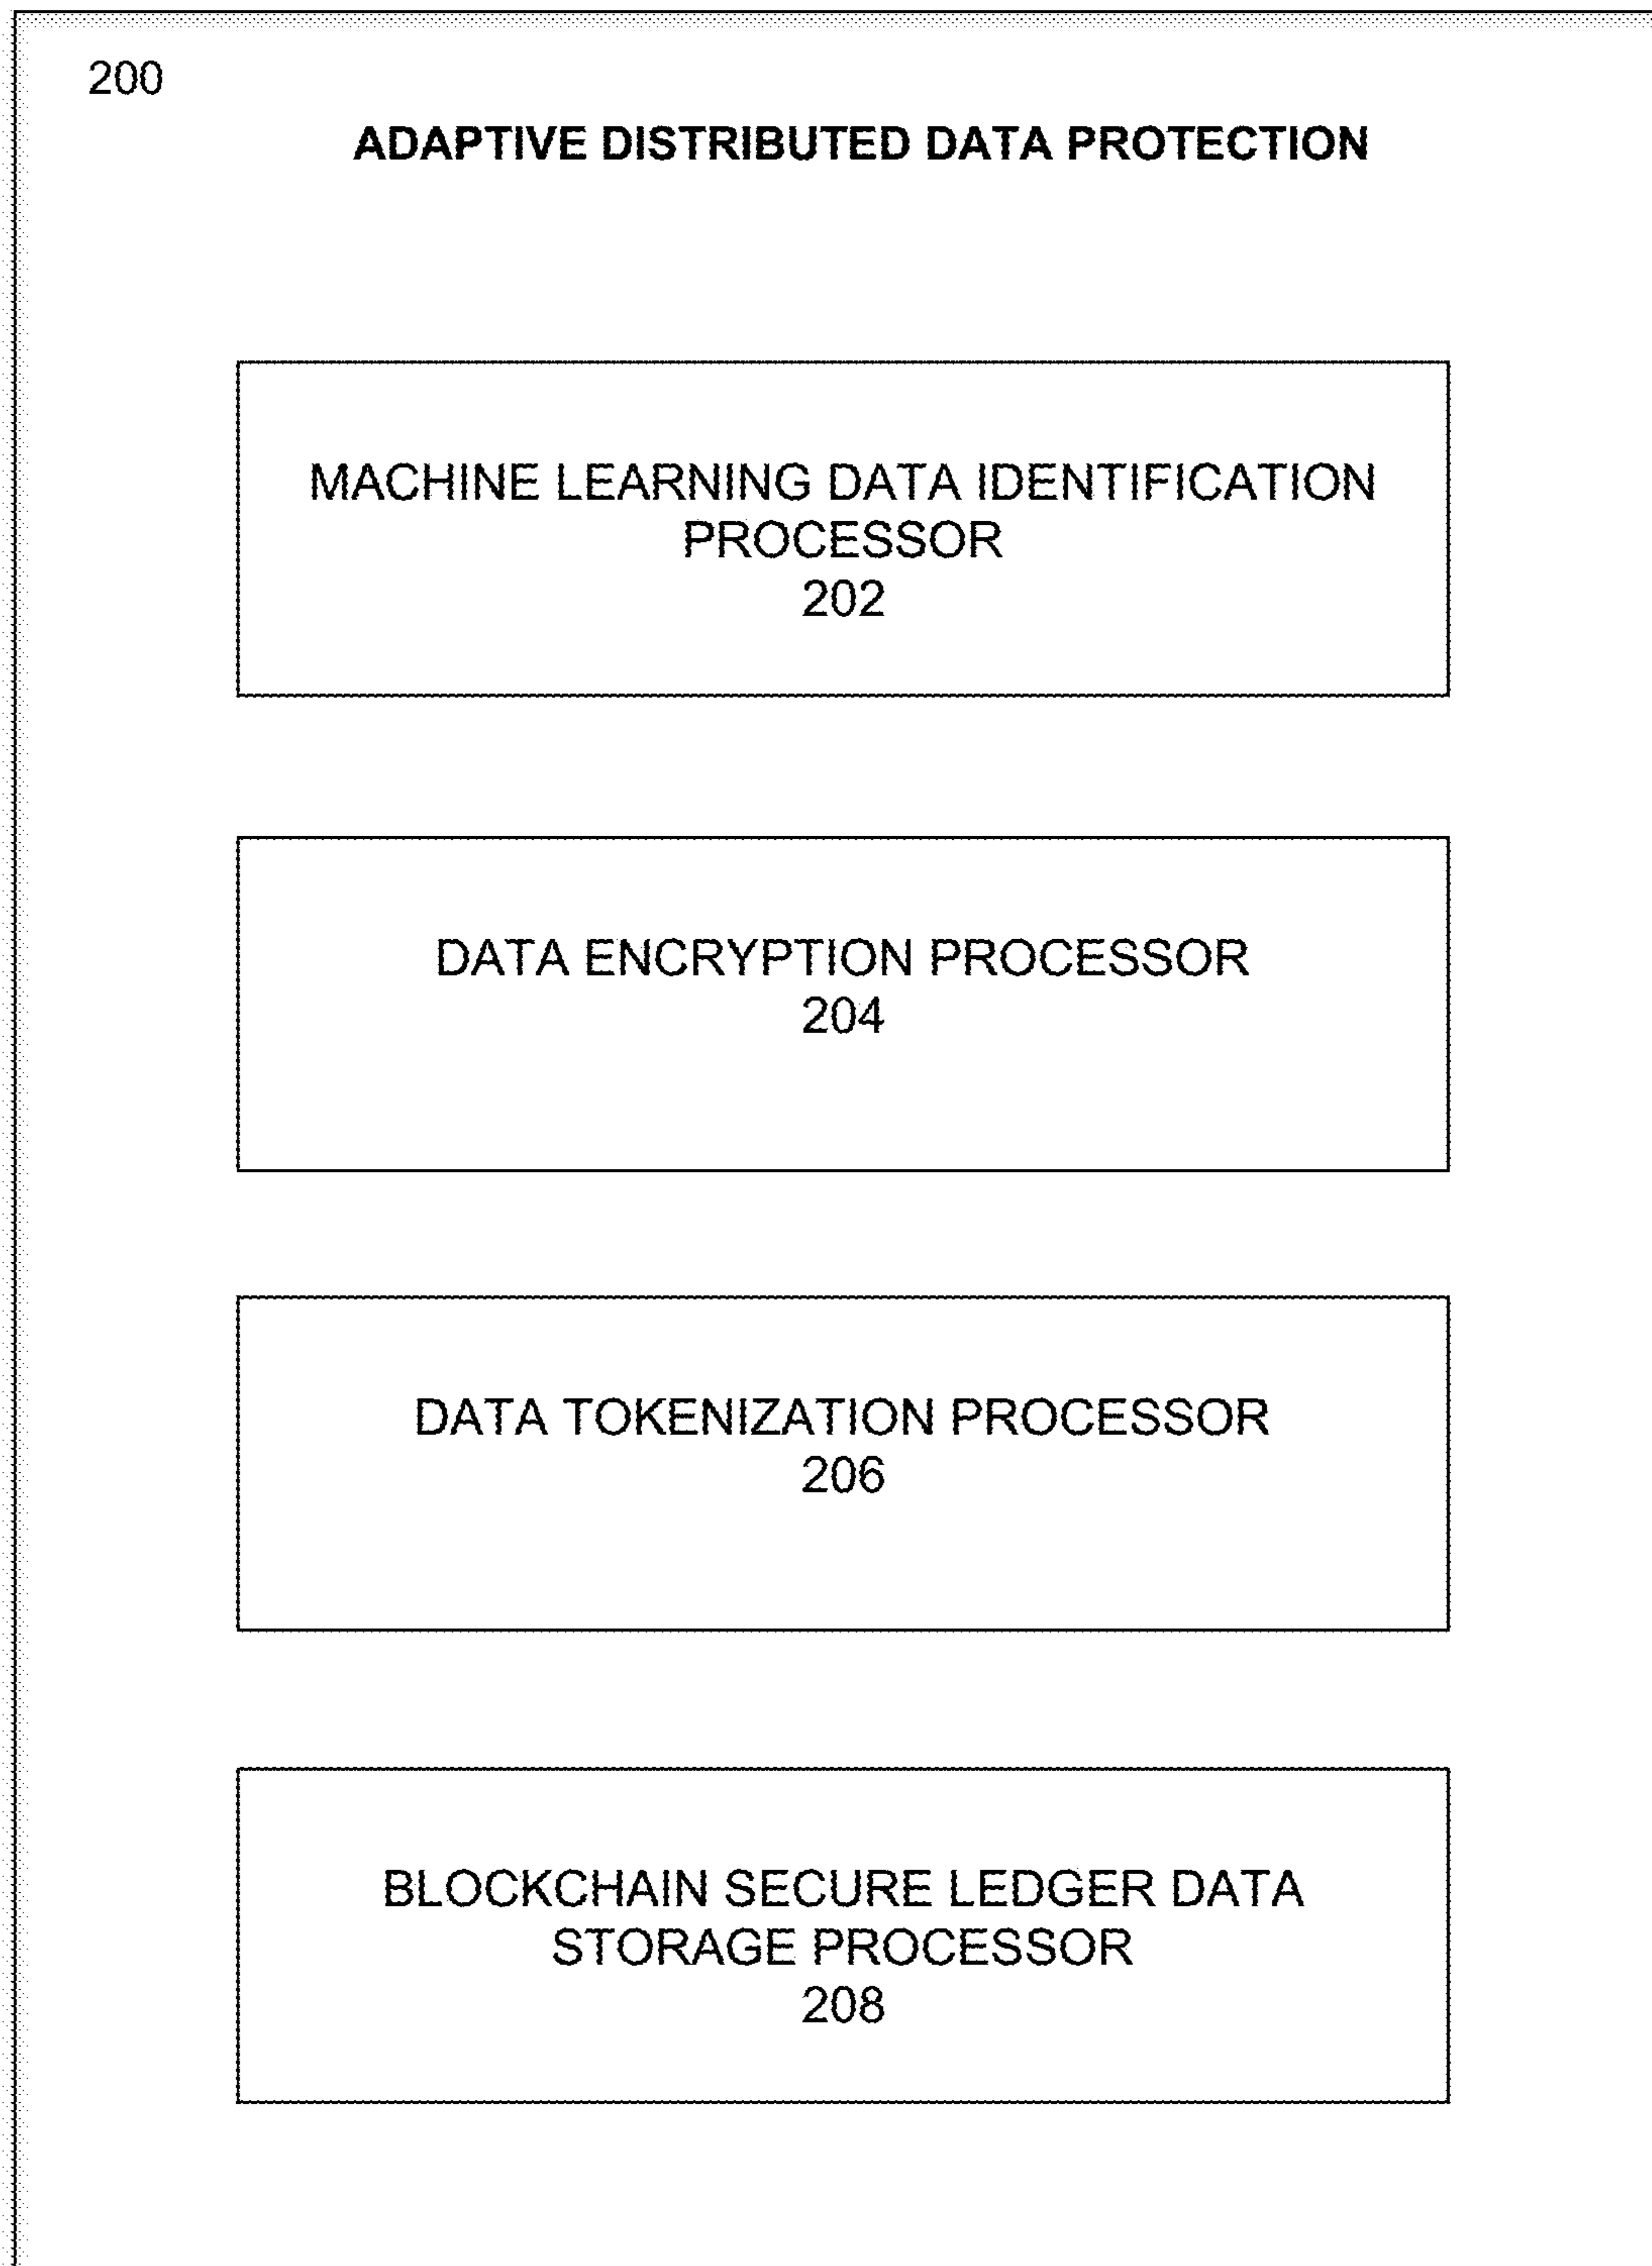 200
ADAPTIVE DISTRIBUTED DATA PROTECTION
MACHINE LEARNING DATA IDENTIFICATION
PROCESSOR
202
DATA ENCRYPTION PROCESSOR
204
DATA TOKENIZATION PROCESSOR
206
BLOCKCHAIN SECURE LEDGER DATA
STORAGE PROCESSOR
208